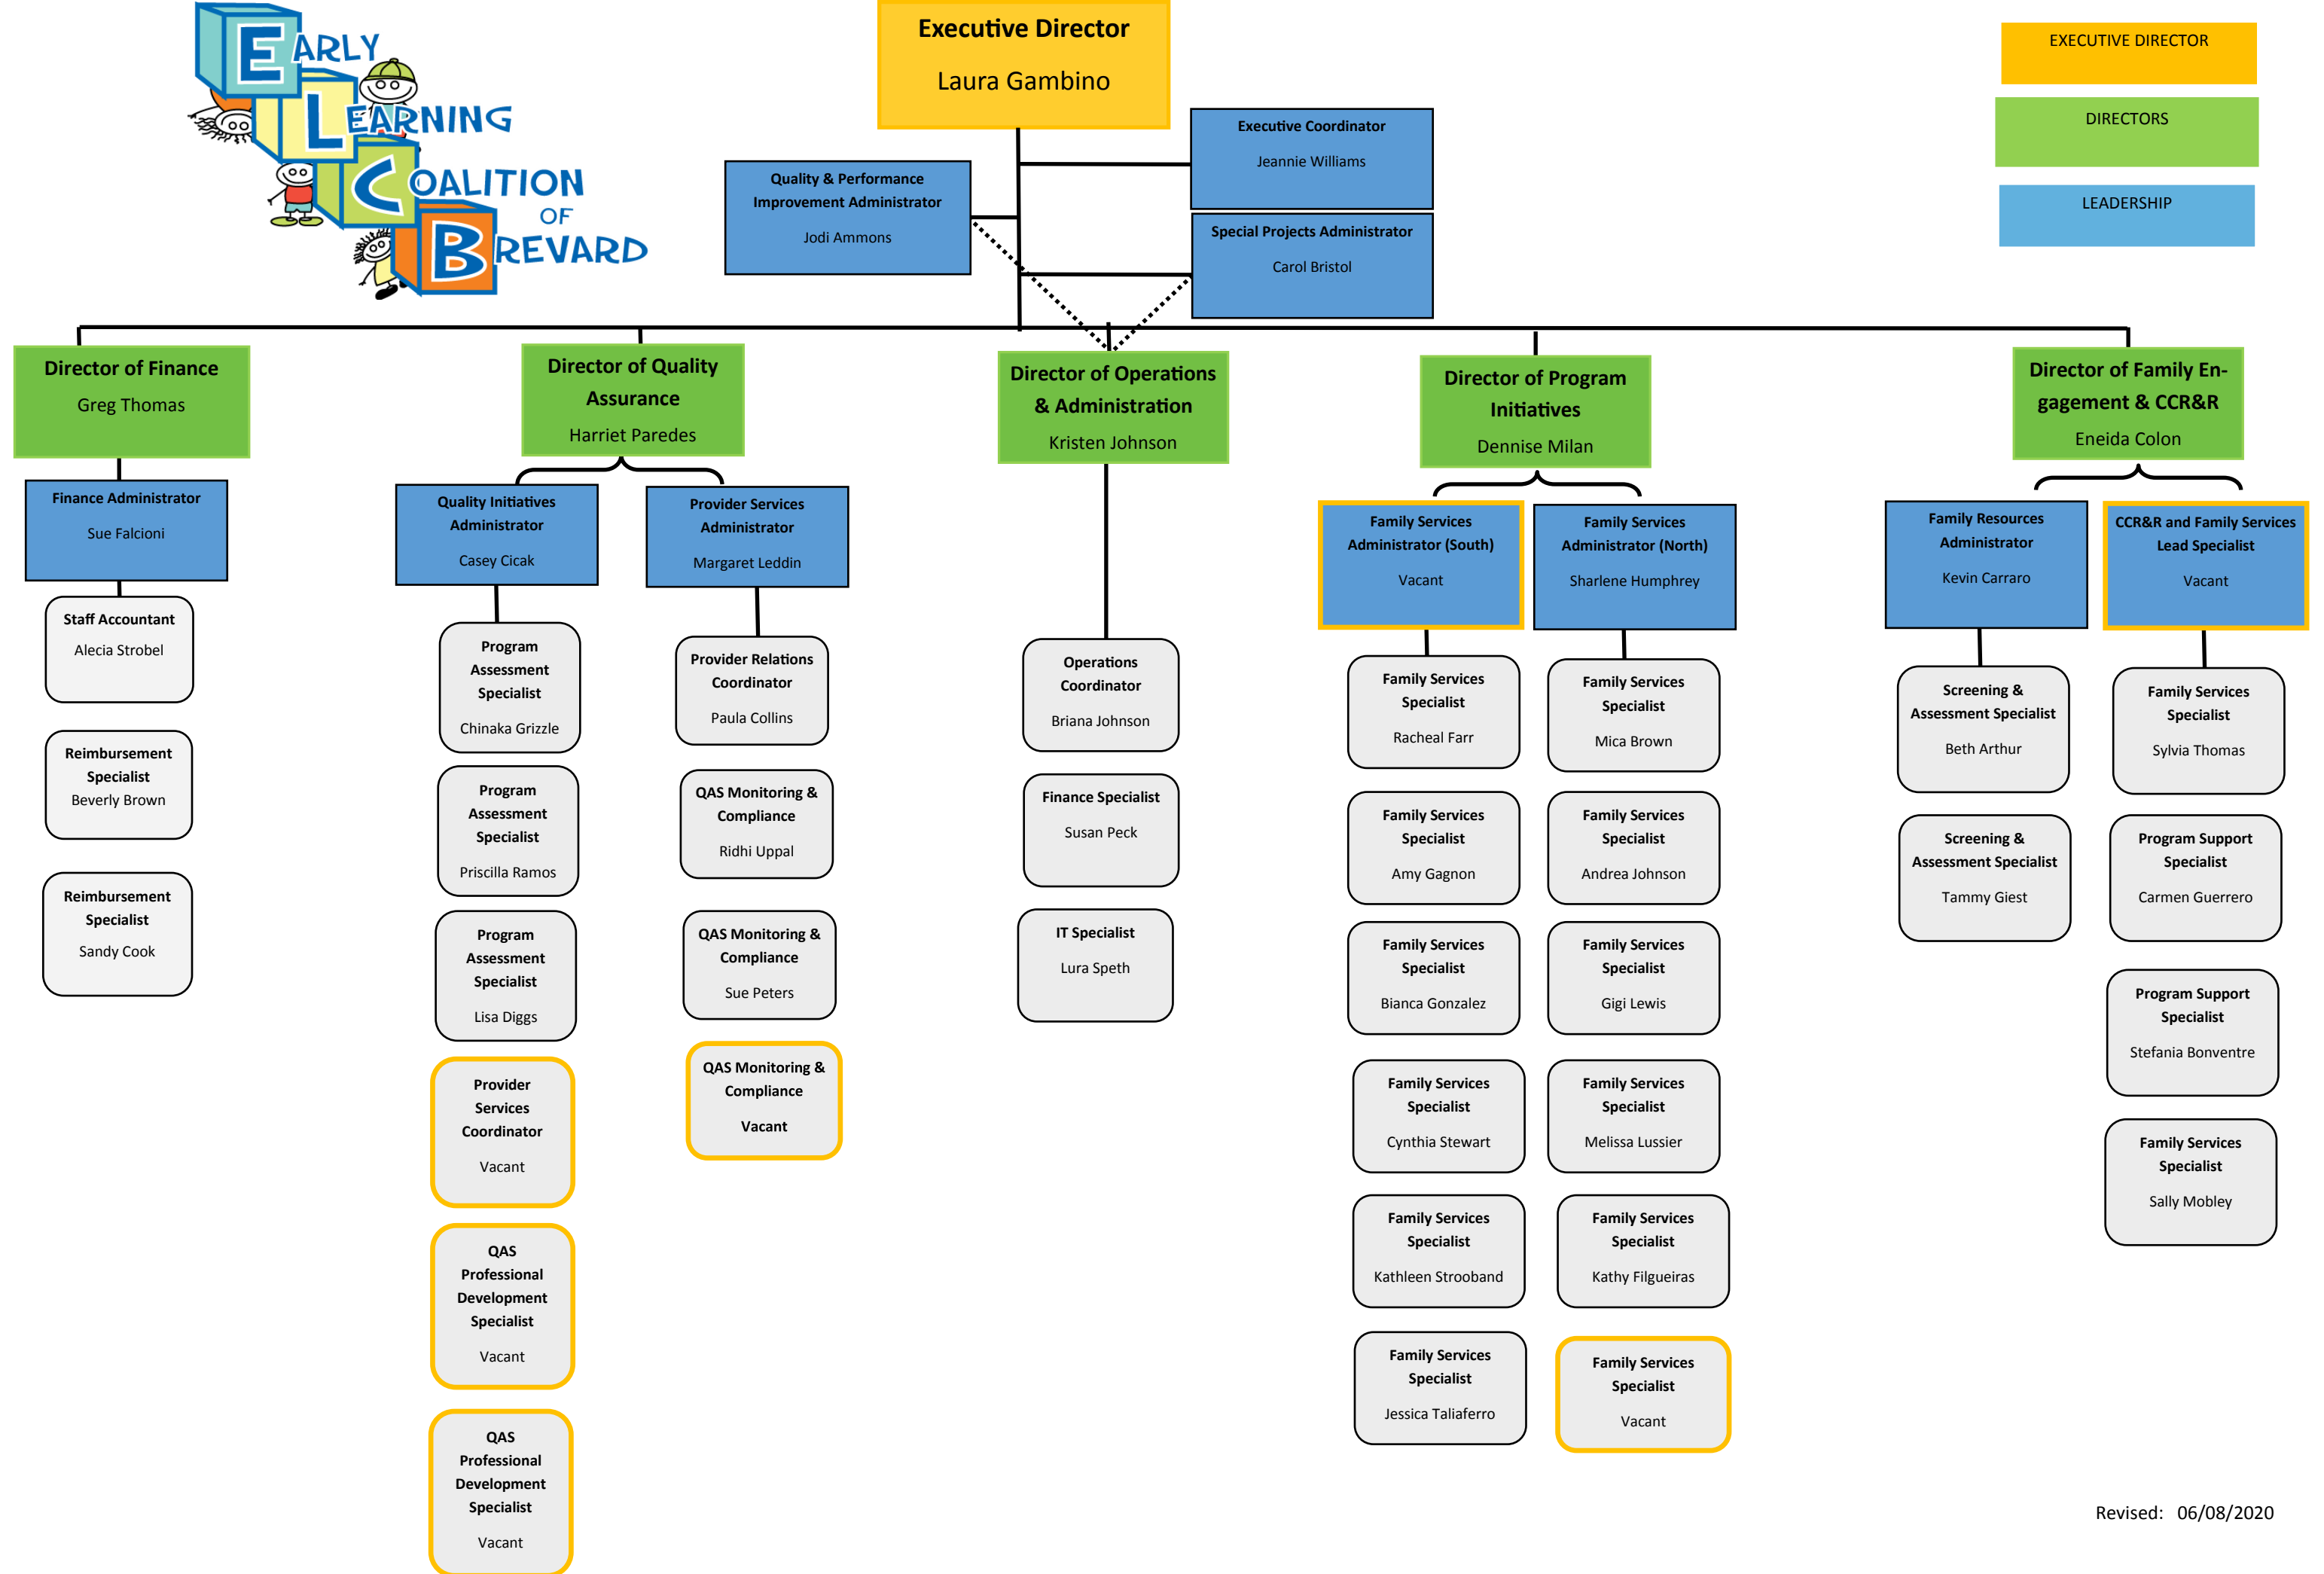 EARLY
LEARNING
COALITION
OF
BREVARD
Executive Director
Laura Gambino
EXECUTIVE DIRECTOR
DIRECTORS
LEADERSHIP
Executive Coordinator
Jeannie Williams
Quality & Performance
Improvement Administrator
Jodi Ammons
Special Projects Administrator
Carol Bristol
Director of Finance
Greg Thomas
Director of Quality
Assurance
Harriet Paredes
Director of Operations
& Administration
Kristen Johnson
Director of Program
Initiatives
Dennise Milan
Director of Family En-
gagement & CCR&R
Eneida Colon
Finance Administrator
Sue Falcioni
Staff Accountant
Alecia Strobel
Reimbursement
Specialist
Beverly Brown
Reimbursement
Specialist
Sandy Cook
Quality Initiatives
Administrator
Casey Cicak
Program
Assessment
Specialist
Chinaka Grizzle
Program
Assessment
Specialist
Priscilla Ramos
Program
Assessment
Specialist
Lisa Diggs
Provider
Services
Coordinator
Vacant
QAS
Professional
Development
Specialist
Vacant
QAS
Professional
Development
Specialist
Vacant
Provider Services
Administrator
Margaret Leddin
Provider Relations
Coordinator
Paula Collins
QAS Monitoring &
Compliance
Ridhi Uppal
QAS Monitoring &
Compliance
Sue Peters
QAS Monitoring &
Compliance
Vacant
Operations
Coordinator
Briana Johnson
Finance Specialist
Susan Peck
IT Specialist
Lura Speth
Family Services
Administrator (South)
Vacant
Family Services
Specialist
Racheal Farr
Family Services
Specialist
Amy Gagnon
Family Services
Specialist
Bianca Gonzalez
Family Services
Specialist
Cynthia Stewart
Family Services
Specialist
Kathleen Strooband
Family Services
Specialist
Jessica Taliaferro
Family Services
Administrator (North)
Sharlene Humphrey
Family Services
Specialist
Mica Brown
Family Services
Specialist
Andrea Johnson
Family Services
Specialist
Gigi Lewis
Family Services
Specialist
Melissa Lussier
Family Services
Specialist
Kathy Filgueiras
Family Services
Specialist
Vacant
Family Resources
Administrator
Kevin Carraro
Screening &
Assessment Specialist
Beth Arthur
Screening &
Assessment Specialist
Tammy Giest
CCR&R and Family Services
Lead Specialist
Vacant
Family Services
Specialist
Sylvia Thomas
Program Support
Specialist
Carmen Guerrero
Program Support
Specialist
Stefania Bonventre
Family Services
Specialist
Sally Mobley
Revised: 06/08/2020